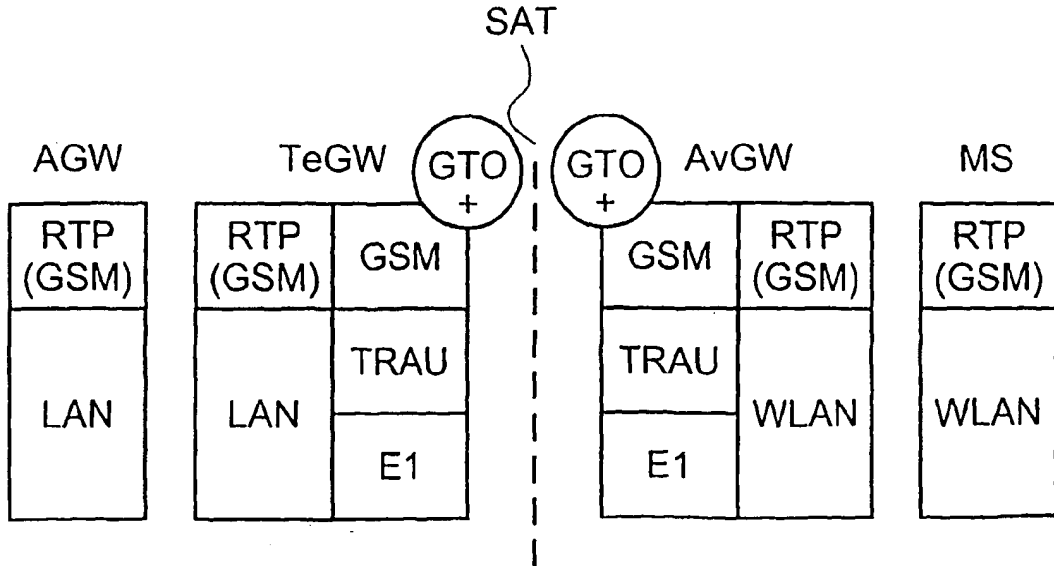 SAT
AGW
TeGW
GTO
+
GTO
+
AvGW
MS
RTP
(GSM)
RTP
(GSM)
GSM
GSM
RTP
(GSM)
RTP
(GSM)
LAN
LAN
TRAU
TRAU
WLAN
WLAN
E1
E1